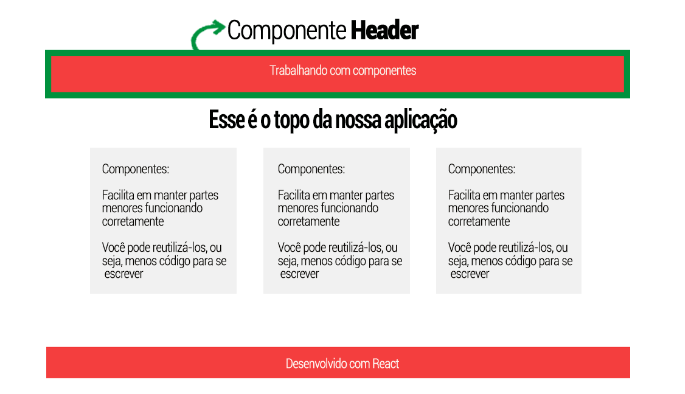 Componente Header
Trabalhando com componentes
Esse é o topo da nossa aplicação
Componentes:
Facilita em manter partes
menores funcionando
corretamente
Você pode reutilizá-los, ou
seja, menos código para se
escrever
Componentes:
Facilita em manter partes
menores funcionando
corretamente
Você pode reutilizá-los, ou
seja, menos código para se
escrever
Componentes:
Facilita em manter partes
menores funcionando
corretamente
Você pode reutilizá-los, ou
seja, menos código para se
escrever
Desenvolvido com React